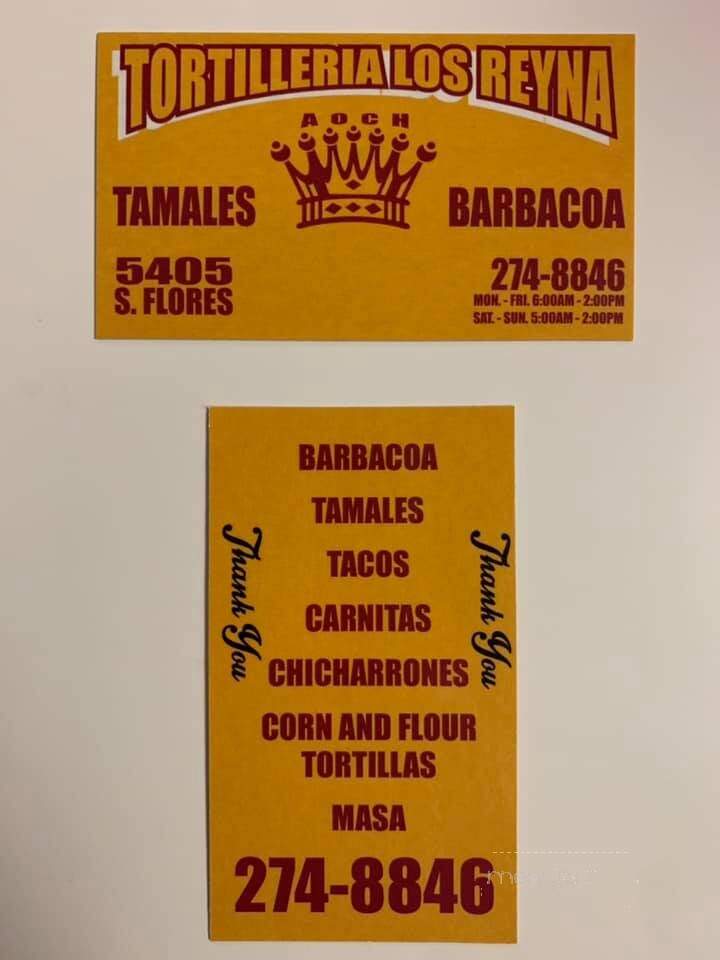 TORTILLERIA LOS REYNA
AOCH
TAMALES
BARBACOA
5405
S. FLORES
274-8846
MON. - FRI. 6:00AM - 2:00PM
SAT. - SUN. 5:00AM - 2:00PM
BARBACOA
TAMALES
TACOS
CARNITAS
CHICHARRONES
CORN AND FLOUR
TORTILLAS
MASA
274-8846
Thank You
Thank You